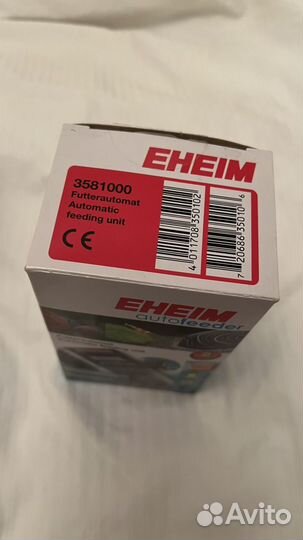 EHEIM
3581000
Futterautomat
Automatic
feeding unit
CE
4 011708 350102
7 20686 35010 6
EHEIM
autofeeder
Avito